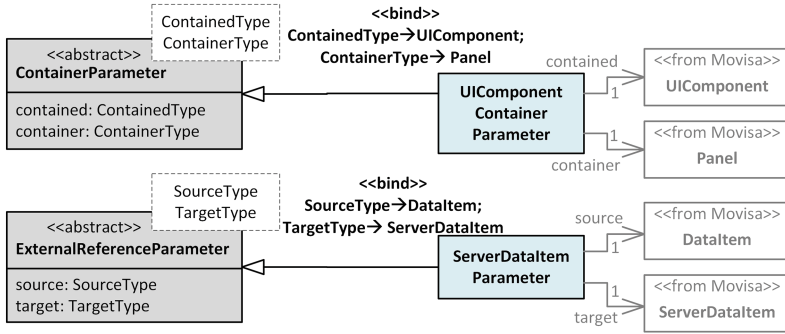 ContainedType
ContainerType
<<abstract>>
ContainerParameter
contained: ContainedType
container: ContainerType
<<bind>>
ContainedType→UIComponent;
ContainerType→ Panel
UIComponent
Container
Parameter
contained
1
<<from Movisa>>
UIComponent
1
container
<<from Movisa>>
Panel
SourceType
TargetType
<<abstract>>
ExternalReferenceParameter
source: SourceType
target: TargetType
<<bind>>
SourceType→DataItem;
TargetType→ ServerDataItem
ServerDataItem
Parameter
source
1
<<from Movisa>>
DataItem
1
target
<<from Movisa>>
ServerDataItem